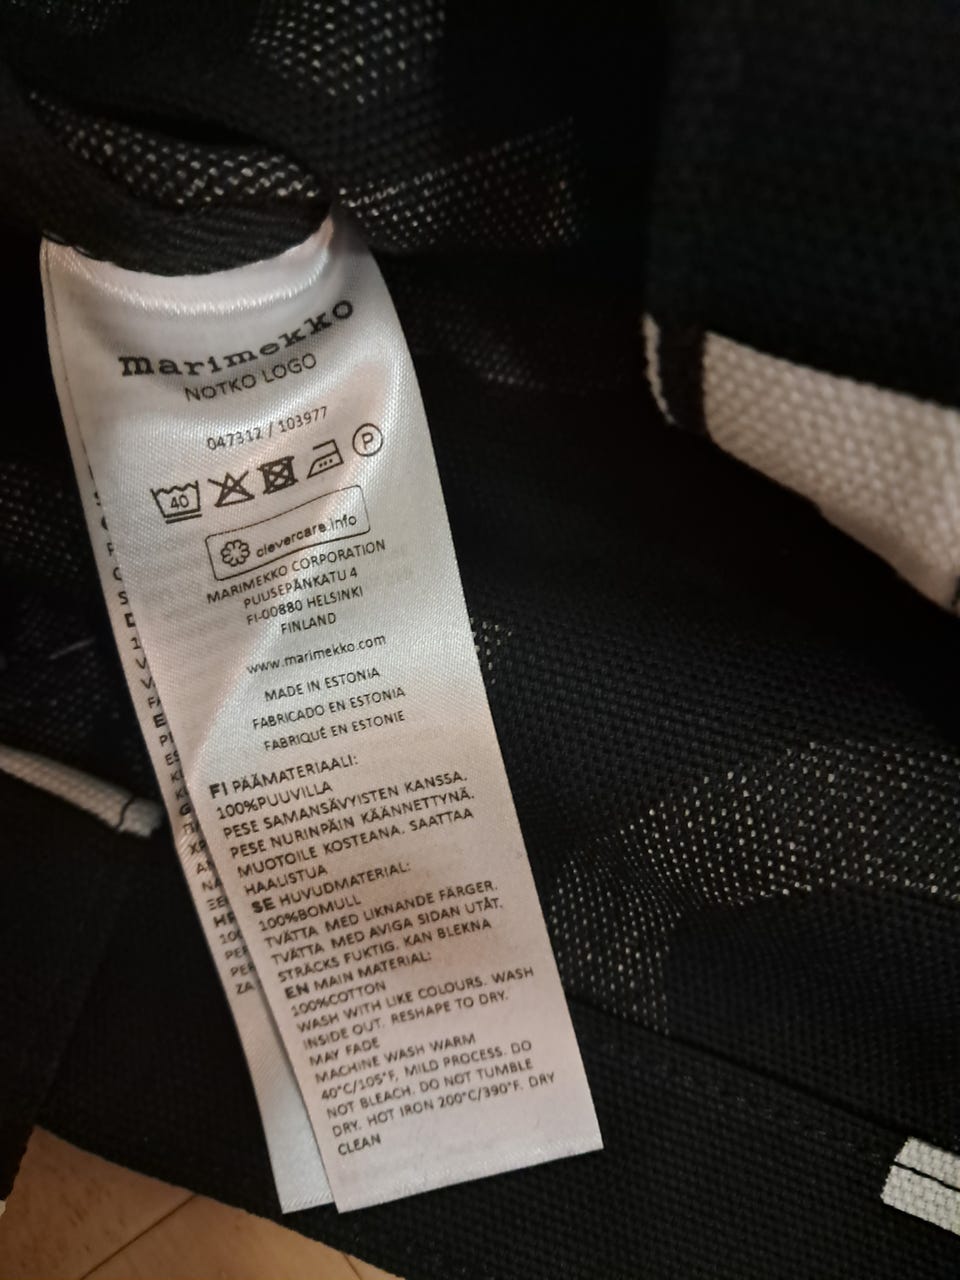 marimekko
NOTKO LOGO
047312 / 103977
40
P
clevercare.info
MARIMEKKO CORPORATION
PUUSEPÄNKATU 4
FI-00880 HELSINKI
FINLAND
www.marimekko.com
MADE IN ESTONIA
FABRICADO EN ESTONIA
FABRIQUÉ EN ESTONIE
FI PÄÄMATERIAALI:
100%PUUVILLA
PESE SAMANSÄVYISTEN KANSSA.
PESE NURINPÄIN KÄÄNNETTYNÄ.
MUOTOILE KOSTEANA. SAATTAA
HAALISTUA
SE HUVUDMATERIAL:
100%BOMULL
TVÄTTA MED LIKNANDE FÄRGER.
TVÄTTA MED AVIGA SIDAN UTÅT.
STRÄCKS FUKTIG. KAN BLEKNA
EN MAIN MATERIAL:
100%COTTON
WASH WITH LIKE COLOURS. WASH
INSIDE OUT. RESHAPE TO DRY.
MAY FADE
MACHINE WASH WARM
40°C/105°F, MILD PROCESS. DO
NOT BLEACH. DO NOT TUMBLE
DRY. HOT IRON 200°C/390°F. DRY
CLEAN